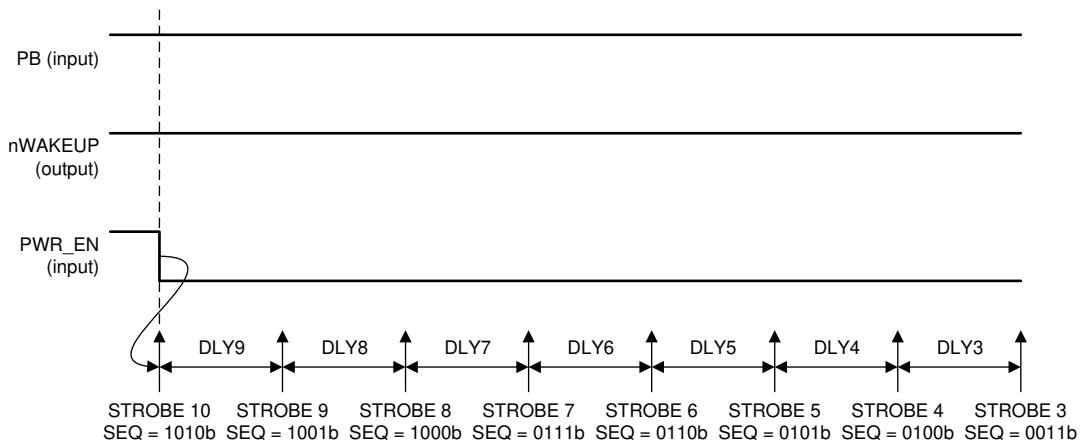 PB (input)
nWAKEUP
(output)
PWR_EN
(input)
DLY9 DLY8 DLY7 DLY6 DLY5 DLY4 DLY3
STROBE 10 STROBE 9 STROBE 8 STROBE 7 STROBE 6 STROBE 5 STROBE 4 STROBE 3
SEQ = 1010b SEQ = 1001b SEQ = 1000b SEQ = 0111b SEQ = 0110b SEQ = 0101b SEQ = 0100b SEQ = 0011b